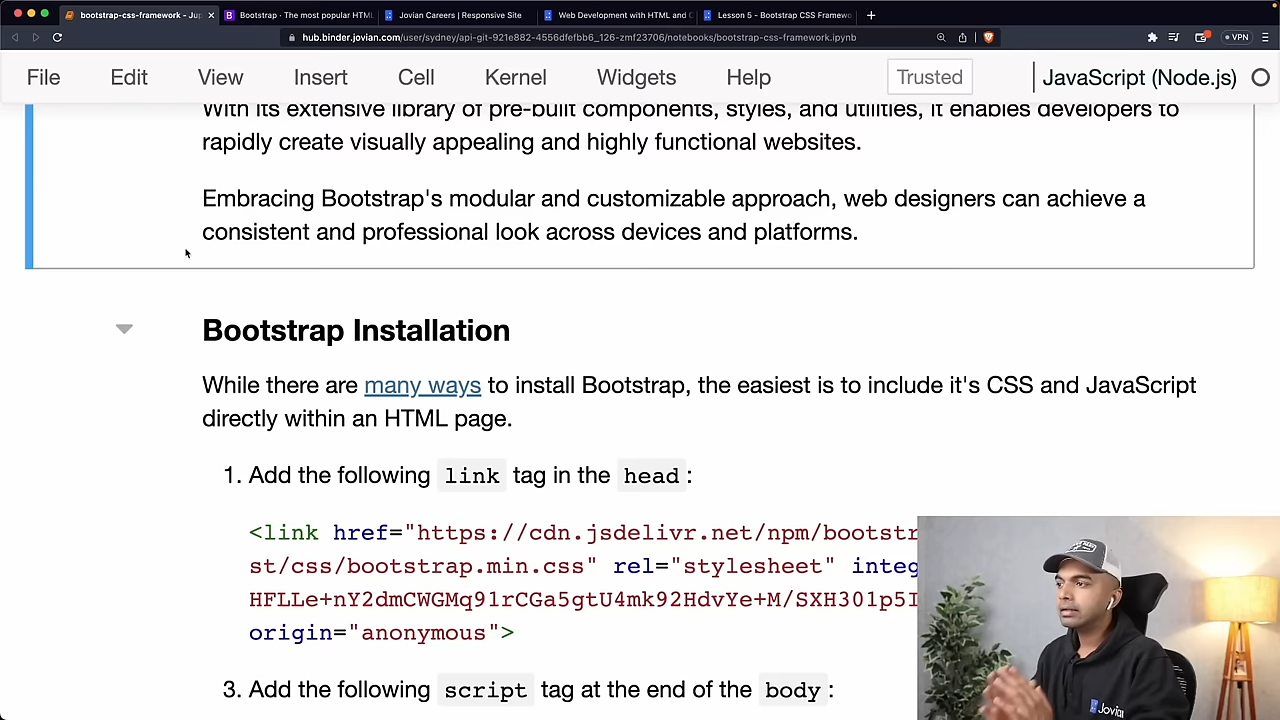 bootstrap-css-framework - Jup
Bootstrap · The most popular HTML
Jovian Careers | Responsive Site
Web Development with HTML and C
Lesson 5 - Bootstrap CSS Framewo
hub.binder.jovian.com/user/sydney/api-git-921e882-4556dfefbb6_126-zmf23706/notebooks/bootstrap-css-framework.ipynb
VPN
File Edit View Insert Cell Kernel Widgets Help Trusted JavaScript (Node.js)
With its extensive library of pre-built components, styles, and utilities, it enables developers to
rapidly create visually appealing and highly functional websites.
Embracing Bootstrap's modular and customizable approach, web designers can achieve a
consistent and professional look across devices and platforms.
Bootstrap Installation
While there are many ways to install Bootstrap, the easiest is to include it's CSS and JavaScript
directly within an HTML page.
1. Add the following link tag in the head:
<link href="https://cdn.jsdelivr.net/npm/bootstr
st/css/bootstrap.min.css" rel="stylesheet" integ
HFLLe+nY2dmCWGMq91rCGa5gtU4mk92HdvYe+M/SXH301p5I
origin="anonymous">
3. Add the following script tag at the end of the body:
Jovian